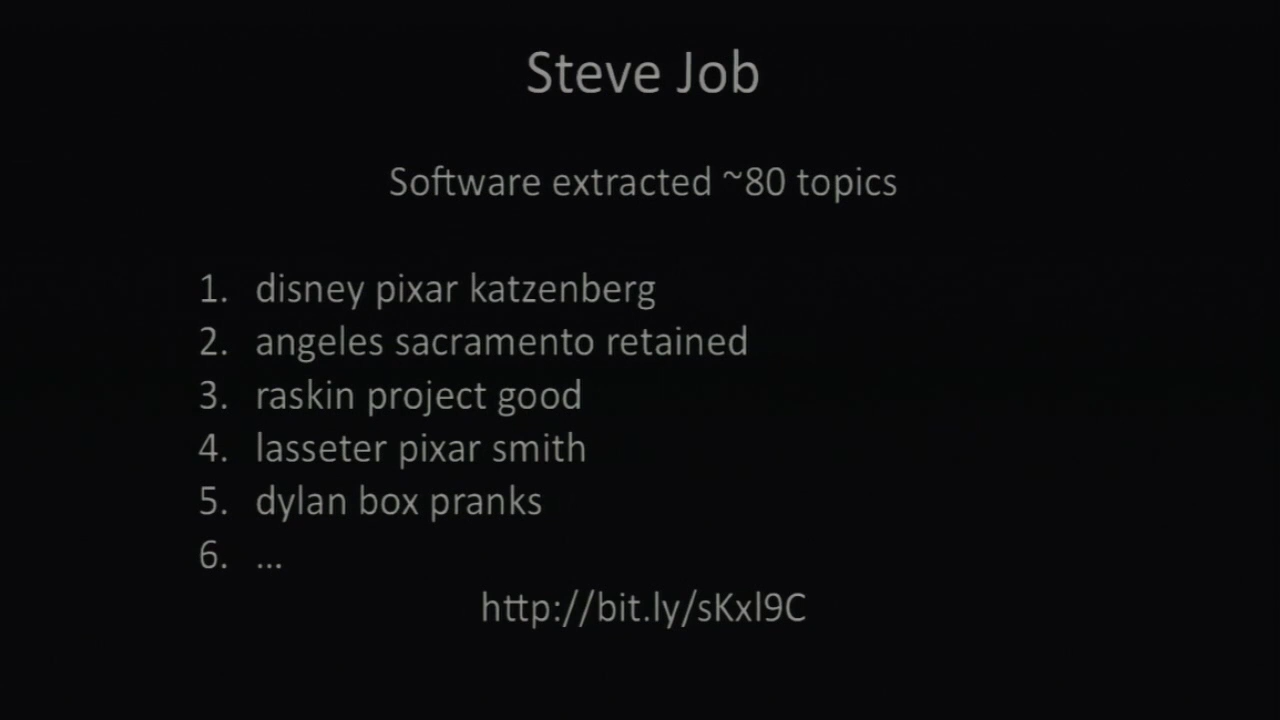 Steve Job
Software extracted ~80 topics
1. disney pixar katzenberg
2. angeles sacramento retained
3. raskin project good
4. lasseter pixar smith
5. dylan box pranks
6. ...
http://bit.ly/sKxl9C